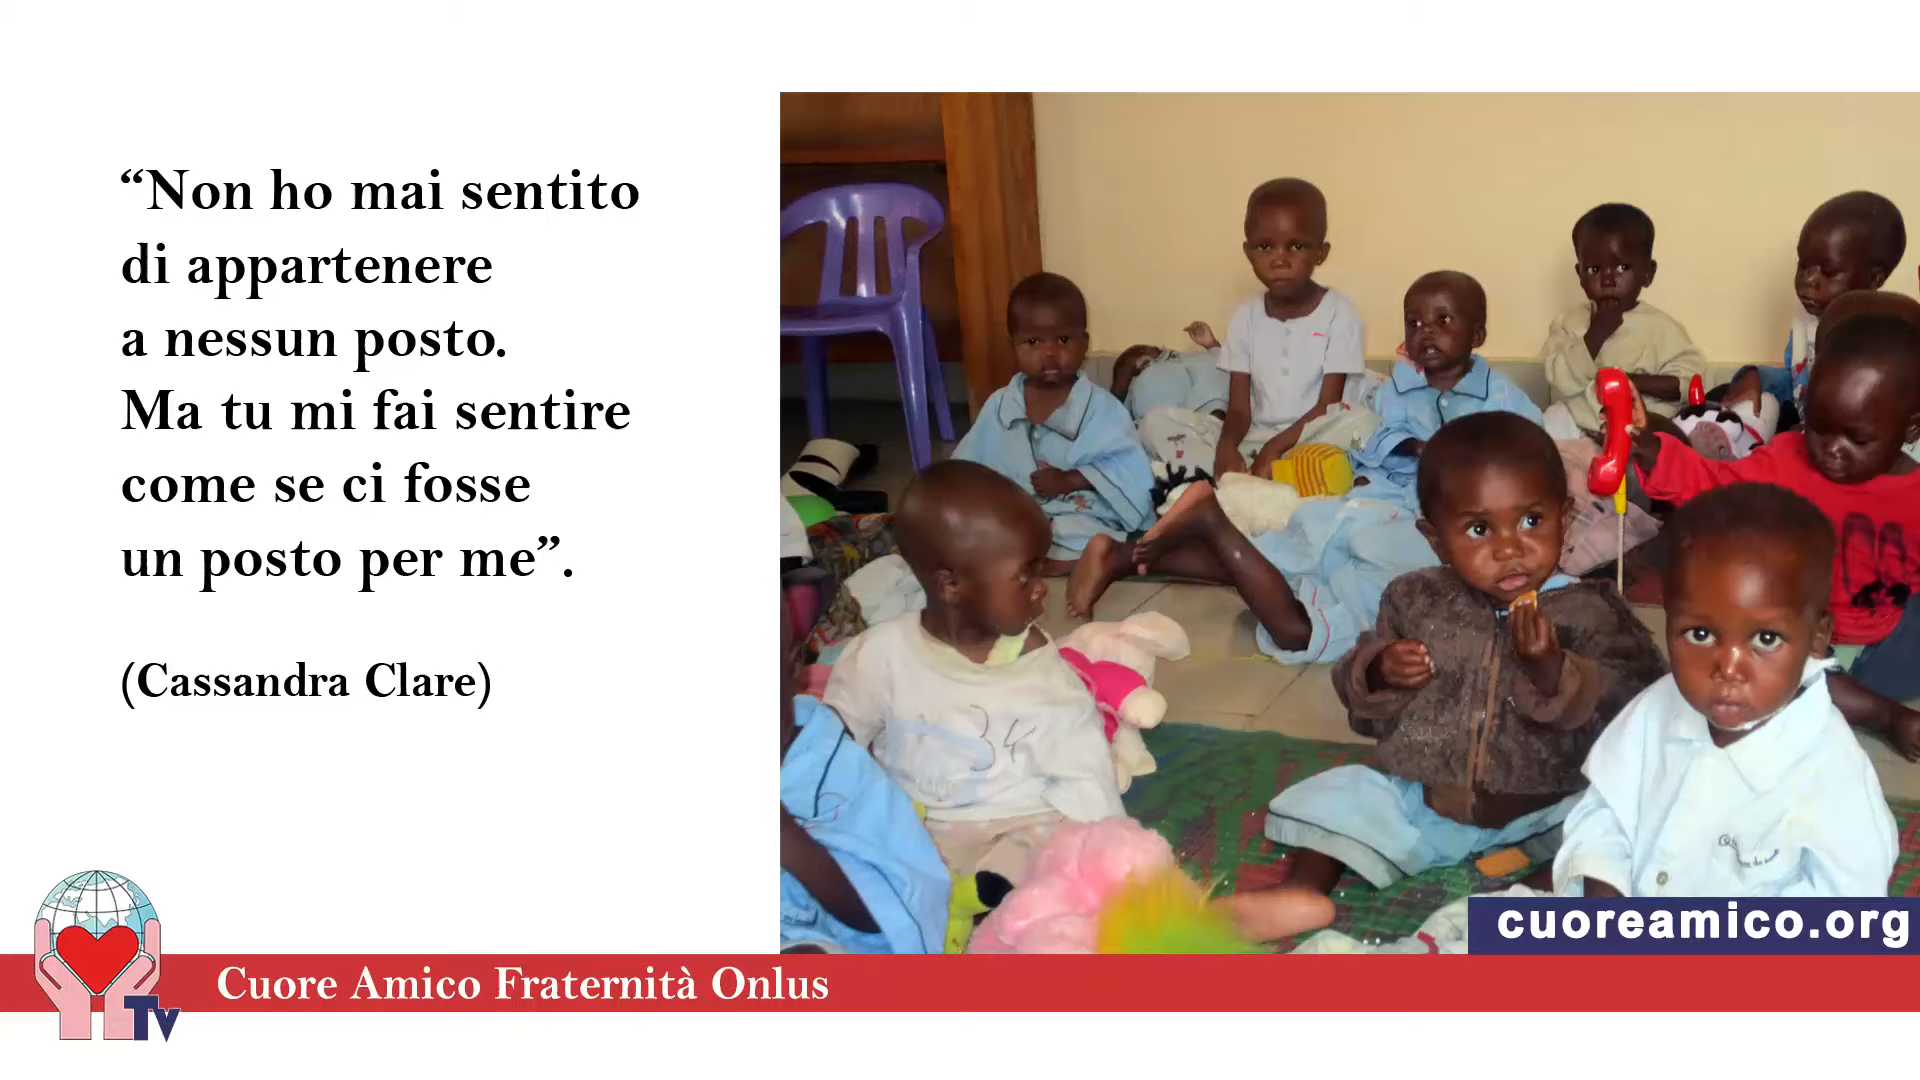 “Non ho mai sentito
di appartenere
a nessun posto.
Ma tu mi fai sentire
come se ci fosse
un posto per me”.
(Cassandra Clare)
34
cuoreamico.org
Cuore Amico Fraternità Onlus
Tv